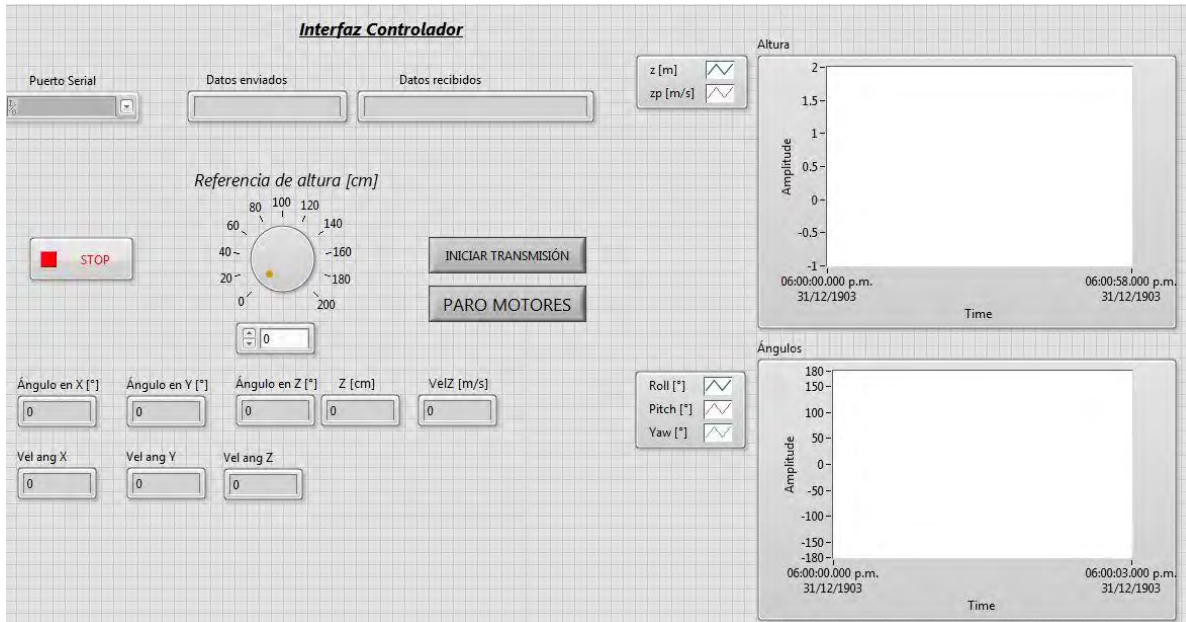 Interfaz Controlador
Puerto Serial
Datos enviados
Datos recibidos
Referencia de altura [cm]
0
20
40
60
80
100
120
140
160
180
200
0
STOP
INICIAR TRANSMISIÓN
PARO MOTORES
Ángulo en X [°]
Ángulo en Y [°]
Ángulo en Z [°]
Z [cm]
VelZ [m/s]
0
0
0
0
0
Vel ang X
Vel ang Y
Vel ang Z
0
0
0
z [m]
zp [m/s]
Altura
2
1.5
1
0.5
0
-0.5
-1
Amplitude
06:00:00.000 p.m.
31/12/1903
06:00:58.000 p.m.
31/12/1903
Time
Roll [°]
Pitch [°]
Yaw [°]
Ángulos
180
150
100
50
0
-50
-100
-150
-180
Amplitude
06:00:00.000 p.m.
31/12/1903
06:00:03.000 p.m.
31/12/1903
Time